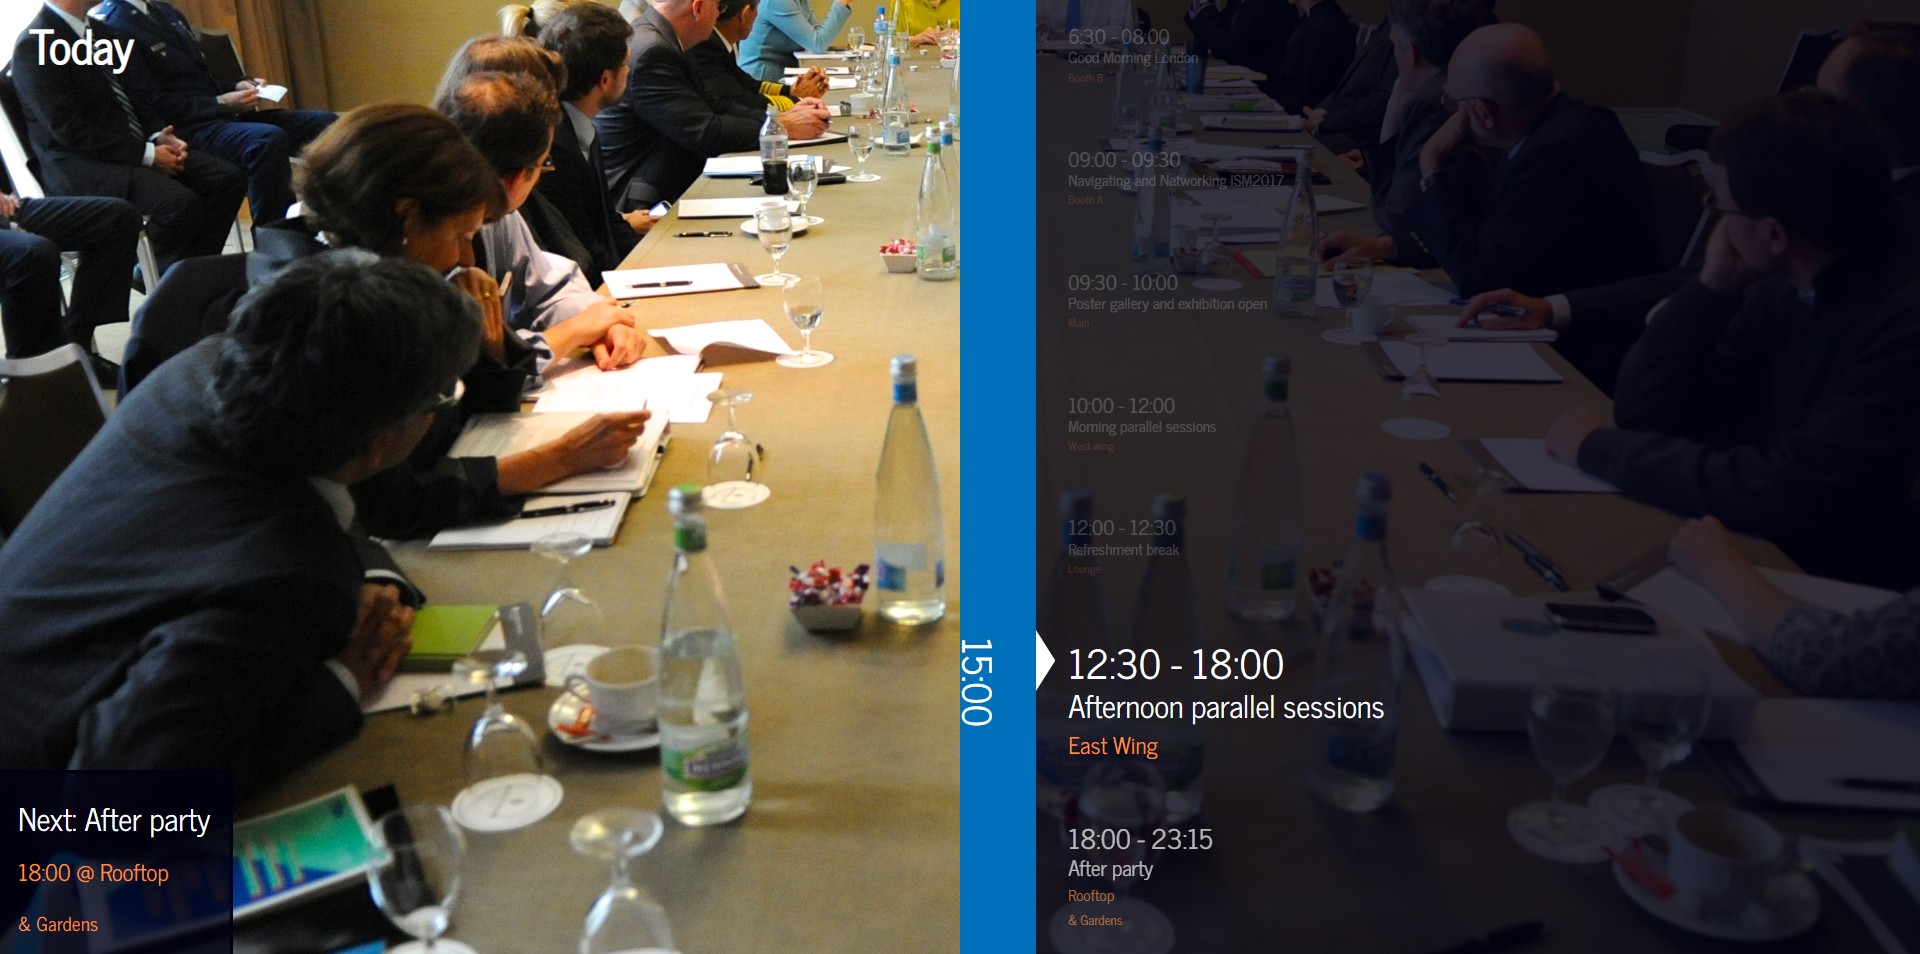 Today
Next: After party
18:00 @ Rooftop
& Gardens
15:00
6:30 - 08:00
Good Morning London
Booth B
09:00 - 09:30
Navigating and Networking ISM2017
Booth A
09:30 - 10:00
Poster gallery and exhibition open
Main
10:00 - 12:00
Morning parallel sessions
West wing
12:00 - 12:30
Refreshment break
Lounge
12:30 - 18:00
Afternoon parallel sessions
East Wing
18:00 - 23:15
After party
Rooftop
& Gardens